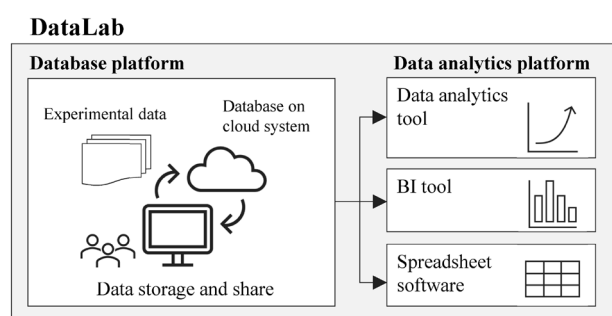 DataLab
Database platform
Experimental data
Database on
cloud system
Data storage and share
Data analytics platform
Data analytics
tool
BI tool
Spreadsheet
software